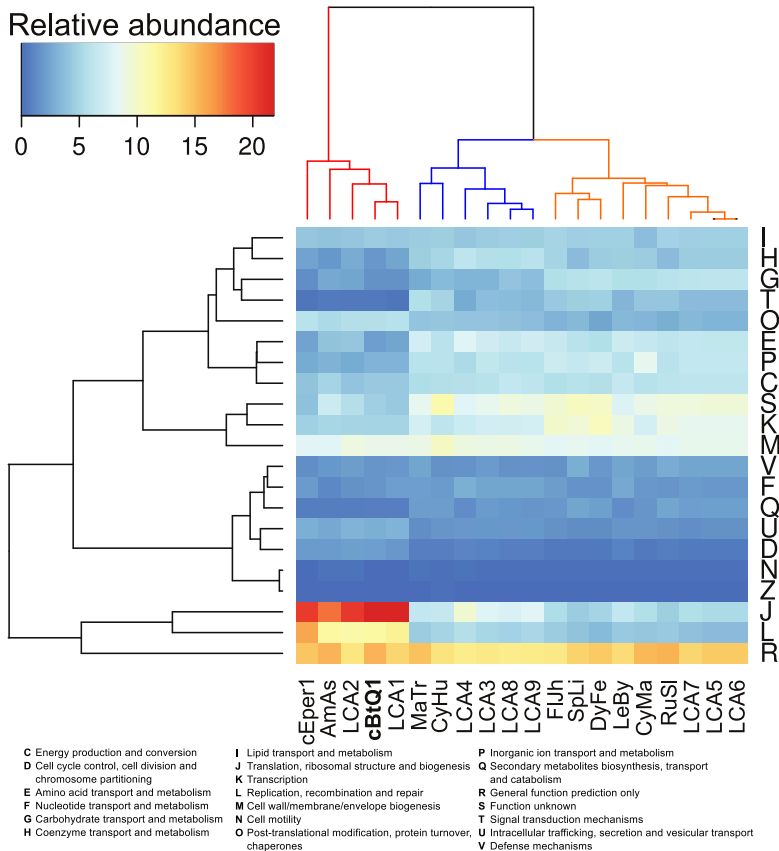 Relative abundance
0 5 10 15 20
I
H
G
T
O
E
P
C
S
K
M
V
F
Q
U
D
N
Z
J
L
R
cEper1
AmAs
LCA2
cBtQ1
LCA1
MaTr
CyHu
LCA4
LCA3
LCA8
LCA9
FlJh
SpLi
DyFe
LeBy
CyMa
RuSl
LCA7
LCA5
LCA6
C Energy production and conversion
D Cell cycle control, cell division and
chromosome partitioning
E Amino acid transport and metabolism
F Nucleotide transport and metabolism
G Carbohydrate transport and metabolism
H Coenzyme transport and metabolism
I Lipid transport and metabolism
J Translation, ribosomal structure and biogenesis
K Transcription
L Replication, recombination and repair
M Cell wall/membrane/envelope biogenesis
N Cell motility
O Post-translational modification, protein turnover,
chaperones
P Inorganic ion transport and metabolism
Q Secondary metabolites biosynthesis, transport
and catabolism
R General function prediction only
S Function unknown
T Signal transduction mechanisms
U Intracellular trafficking, secretion and vesicular transport
V Defense mechanisms